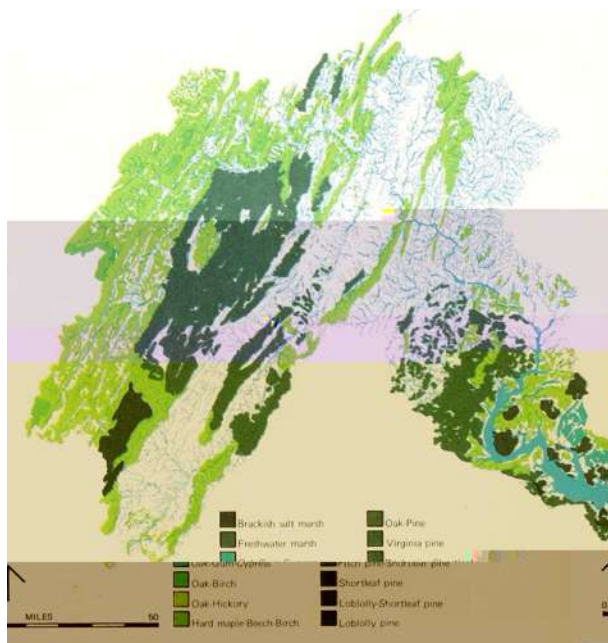 Brackish salt marsh
Freshwater marsh
Oak-Gum-Cypress
Oak-Birch
Oak-Hickory
Hard maple-Beech-Birch
Oak-Pine
Virginia pine
Shortleaf pine
Loblolly-Shortleaf pine
Loblolly pine
MILES 50
0